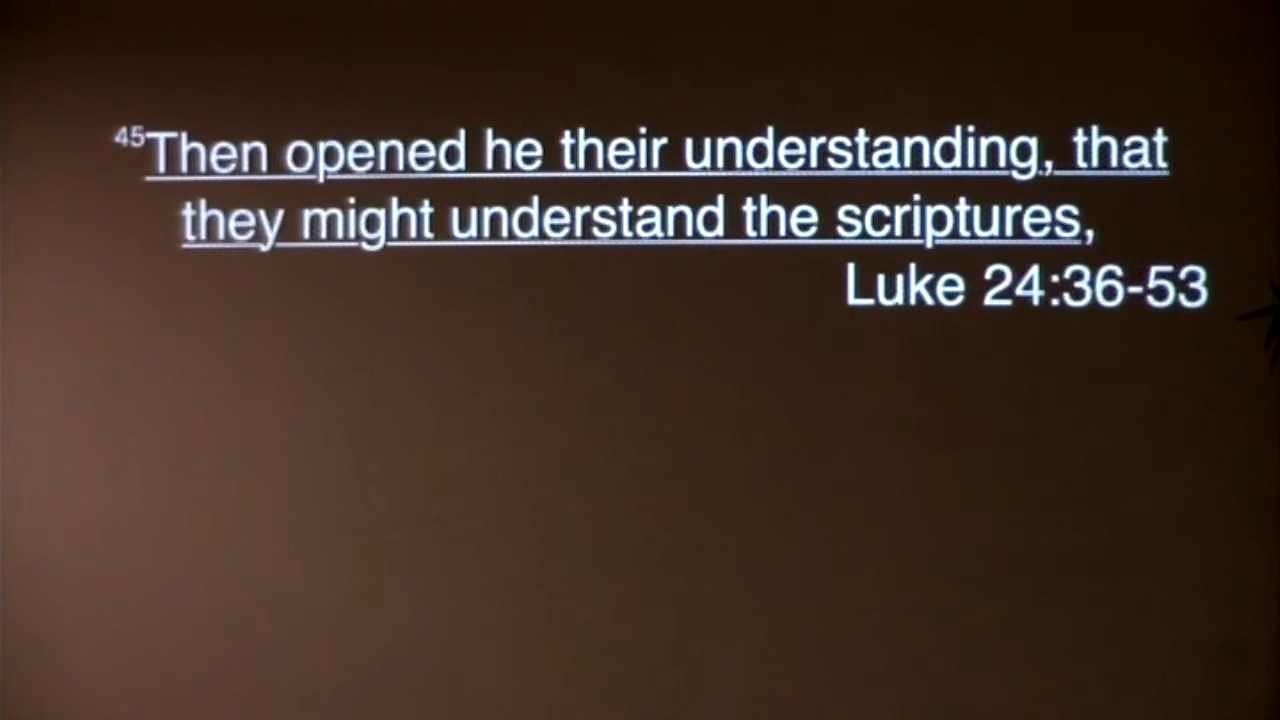 45Then opened he their understanding, that
they might understand the scriptures,
Luke 24:36-53